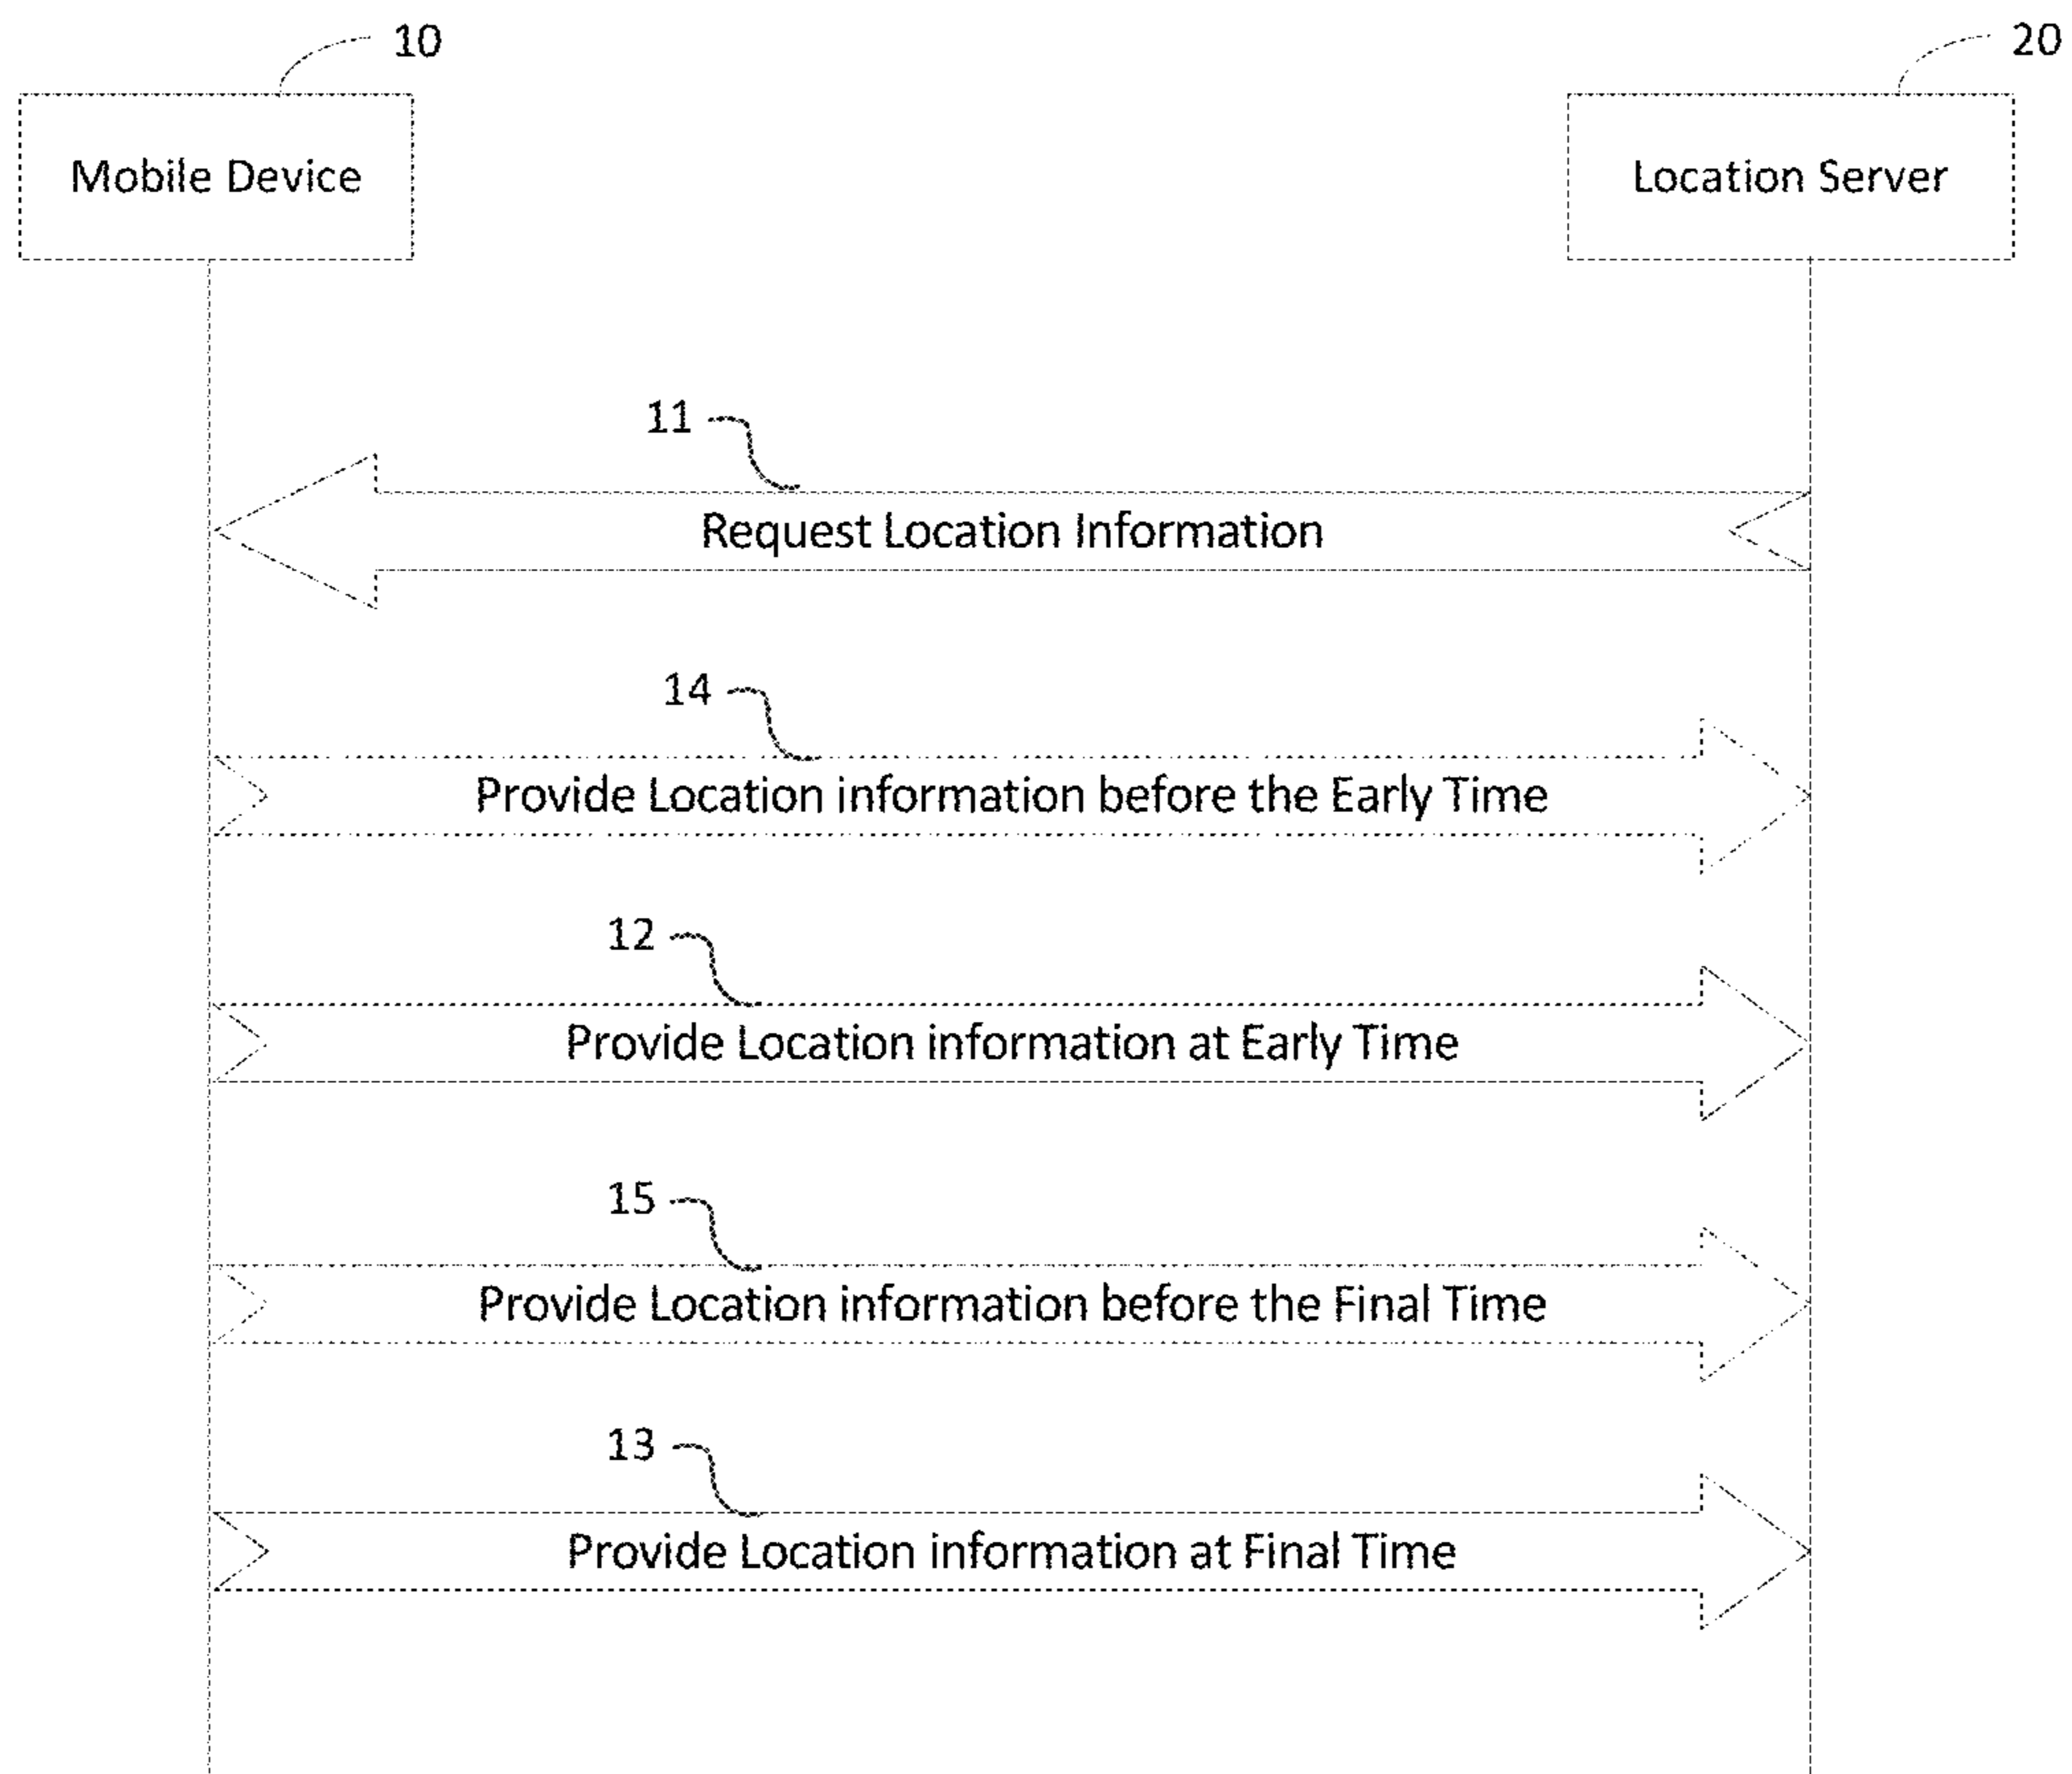 10
20
Mobile Device
Location Server
11
Request Location Information
14
Provide Location information before the Early Time
12
Provide Location information at Early Time
15
Provide Location information before the Final Time
13
Provide Location information at Final Time